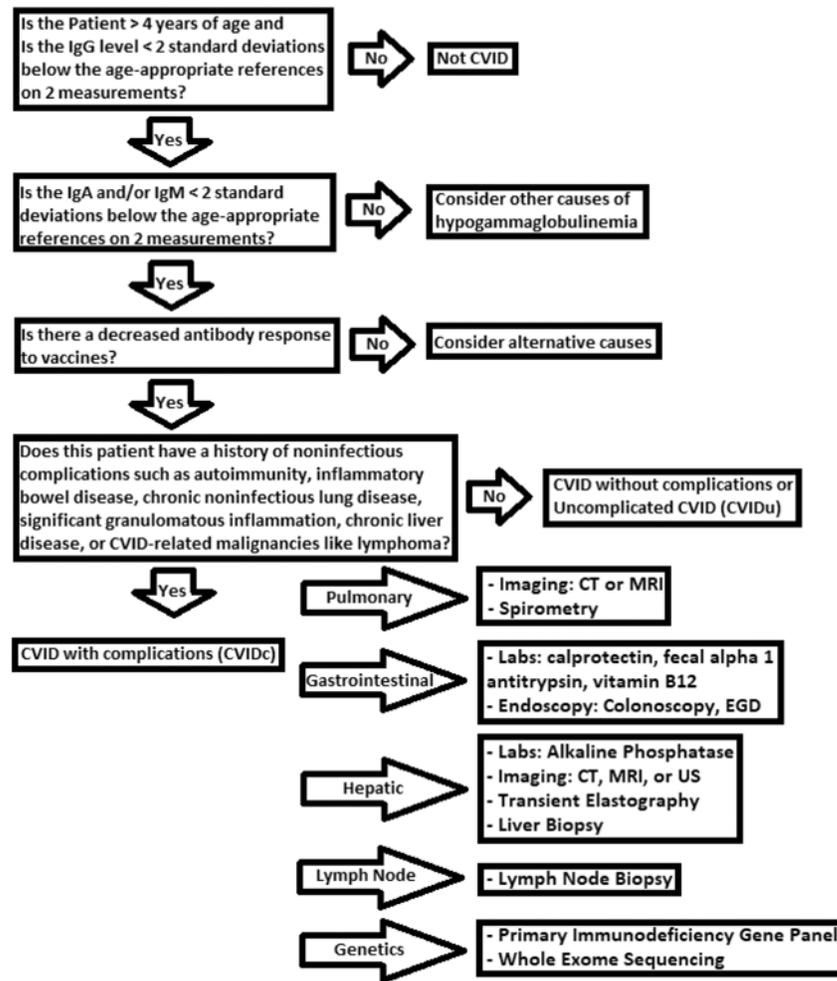 Is the Patient > 4 years of age and
Is the IgG level < 2 standard deviations
below the age-appropriate references
on 2 measurements?
No
Not CVID
Yes
Is the IgA and/or IgM < 2 standard
deviations below the age-appropriate
references on 2 measurements?
No
Consider other causes of
hypogammaglobulinemia
Yes
Is there a decreased antibody response
to vaccines?
No
Consider alternative causes
Yes
Does this patient have a history of noninfectious
complications such as autoimmunity, inflammatory
bowel disease, chronic noninfectious lung disease,
significant granulomatous inflammation, chronic liver
disease, or CVID-related malignancies like lymphoma?
No
CVID without complications or
Uncomplicated CVID (CVIDu)
Yes
CVID with complications (CVIDc)
Pulmonary
- Imaging: CT or MRI
- Spirometry
Gastrointestinal
- Labs: calprotectin, fecal alpha 1
antitrypsin, vitamin B12
- Endoscopy: Colonoscopy, EGD
Hepatic
- Labs: Alkaline Phosphatase
- Imaging: CT, MRI, or US
- Transient Elastography
- Liver Biopsy
Lymph Node
- Lymph Node Biopsy
Genetics
- Primary Immunodeficiency Gene Panel
- Whole Exome Sequencing